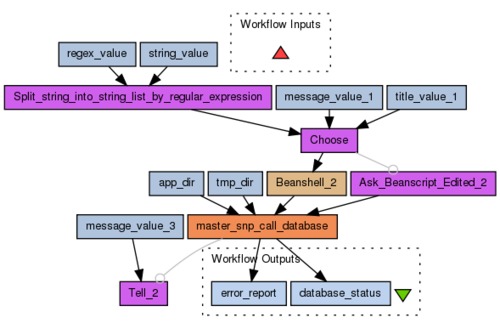 Workflow Inputs
regex_value
string_value
Split_string_into_string_list_by_regular_expression
message_value_1
title_value_1
Choose
app_dir
tmp_dir
Beanshell_2
Ask_Beanscript_Edited_2
message_value_3
master_snp_call_database
Workflow Outputs
Tell_2
error_report
database_status